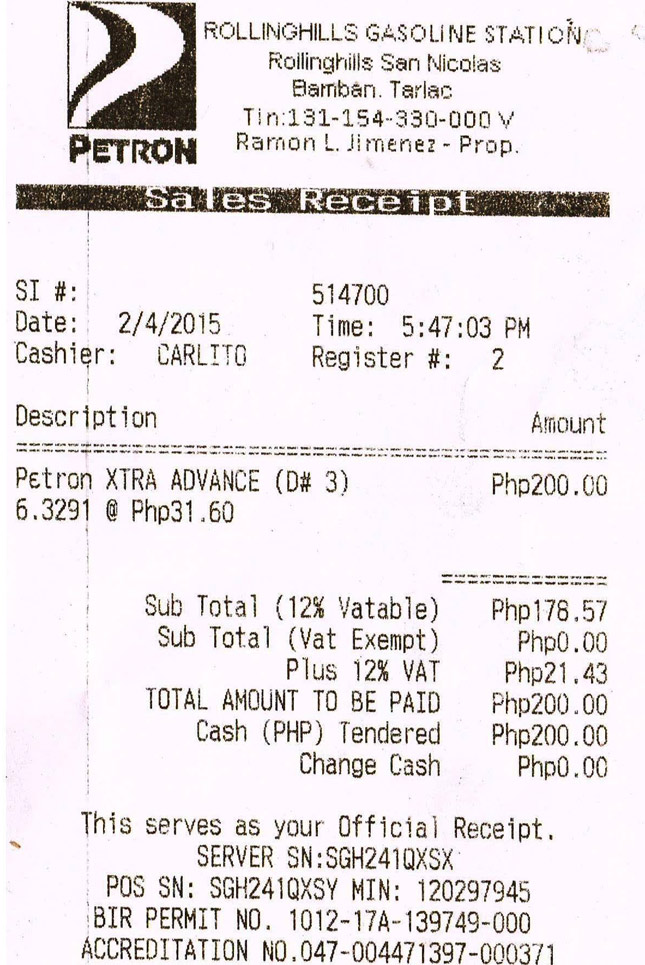 ROLLINGHILLS GASOLINE STATION
Rollinghills San Nicolas
Bamban. Tarlac
Tin:131-154-330-000 V
Ramon L. Jimenez - Prop.
PETRON
Sales Receipt
SI #: 514700
Date: 2/4/2015 Time: 5:47:03 PM
Cashier: CARLITO Register #: 2
Description Amount
Petron XTRA ADVANCE (D# 3) Php200.00
6.3291 @ Php31.60
Sub Total (12% Vatable) Php178.57
Sub Total (Vat Exempt) Php0.00
Plus 12% VAT Php21.43
TOTAL AMOUNT TO BE PAID Php200.00
Cash (PHP) Tendered Php200.00
Change Cash Php0.00
This serves as your Official Receipt.
SERVER SN:SGH241QXSX
POS SN: SGH241QXSY MIN: 120297945
BIR PERMIT NO. 1012-17A-139749-000
ACCREDITATION NO.047-004471397-000371